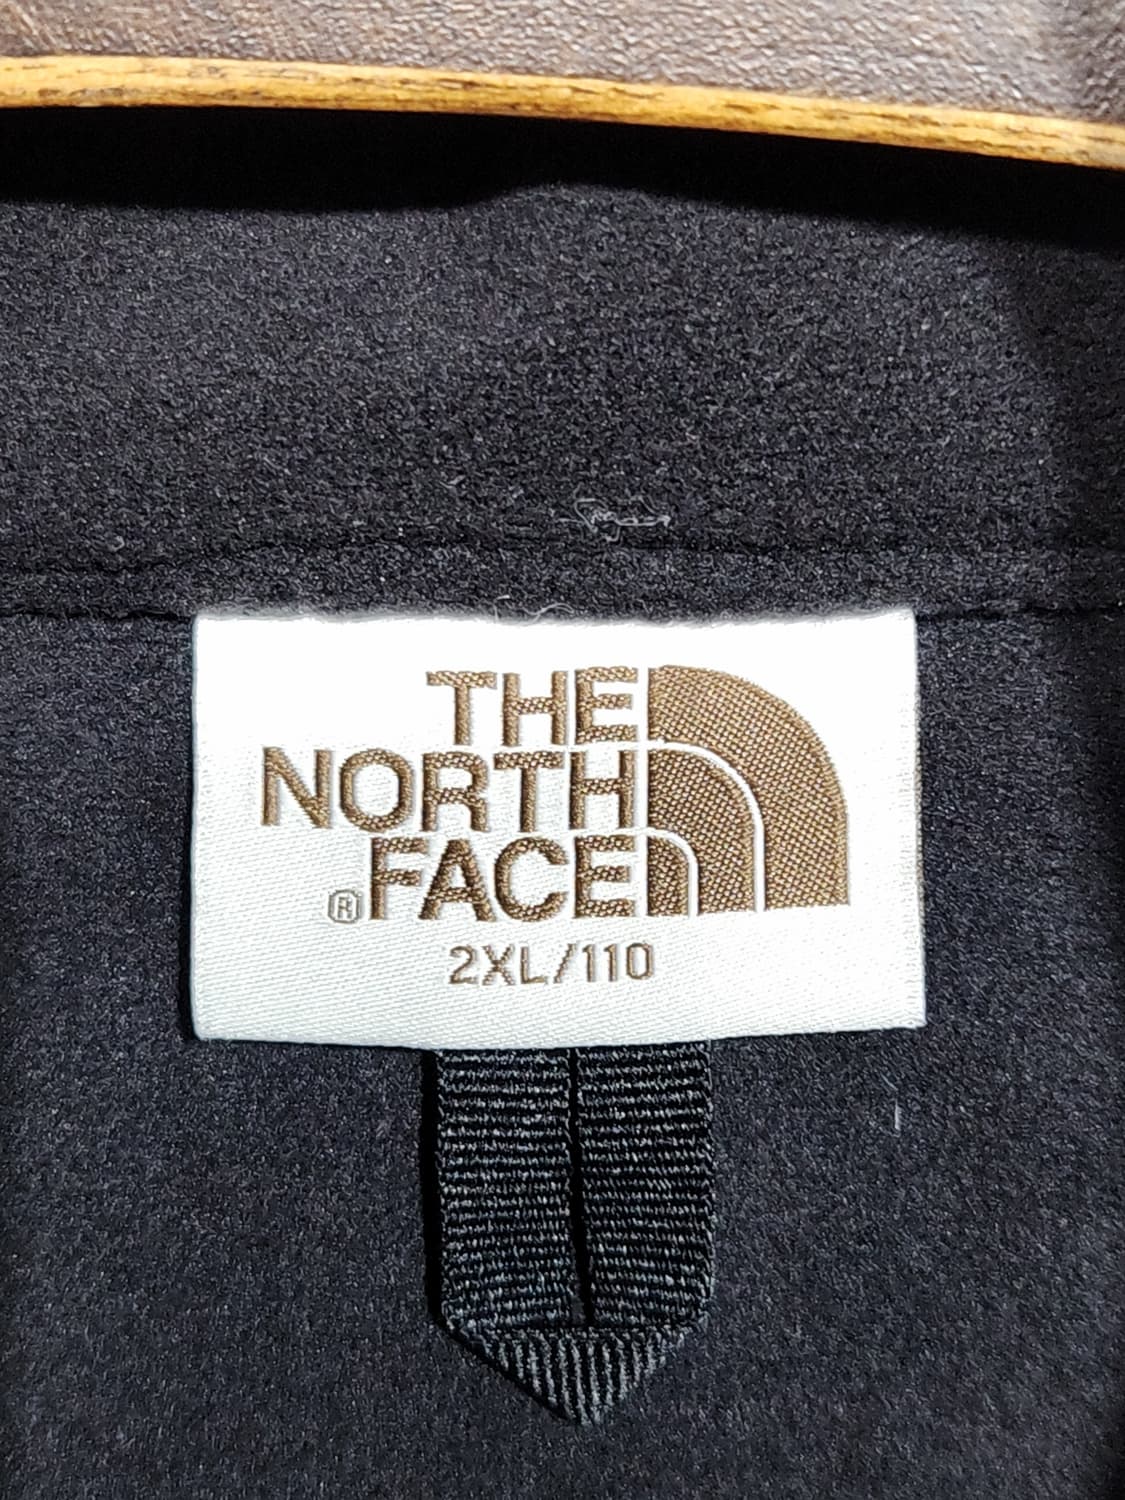 THE
NORTH
®FACE
2XL/110